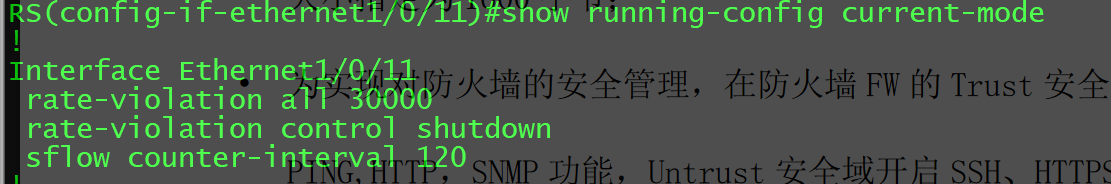 RS(config-if-ethernet1/0/11)#show running-config current-mode
!
Interface Ethernet1/0/11
• 为实现对防火墙的安全管理，在防火墙 FW 的 Trust 安全
rate-violation all 30000
rate-violation control shutdown
sflow counter-interval 120
PING,HTTP，SNMP 功能，Untrust 安全域开启 SSH、HTTPS
!